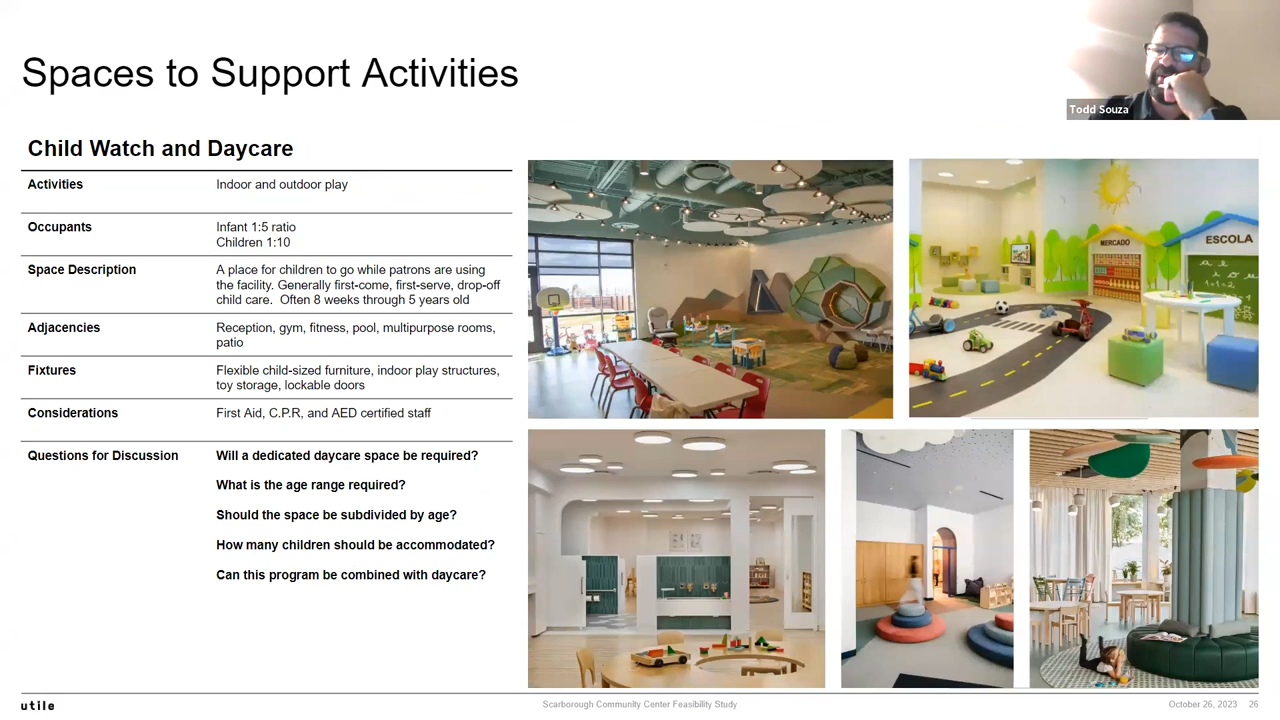 Spaces to Support Activities
Todd Souza
Child Watch and Daycare
Activities
Indoor and outdoor play
Occupants
Infant 1:5 ratio
Children 1:10
Space Description
A place for children to go while patrons are using
the facility. Generally first-come, first-serve, drop-off
child care. Often 8 weeks through 5 years old
Adjacencies
Reception, gym, fitness, pool, multipurpose rooms,
patio
Fixtures
Flexible child-sized furniture, indoor play structures,
toy storage, lockable doors
Considerations
First Aid, C.P.R, and AED certified staff
Questions for Discussion
Will a dedicated daycare space be required?
What is the age range required?
Should the space be subdivided by age?
How many children should be accommodated?
Can this program be combined with daycare?
MERCADO
ESCOLA
a e i o u
1+1=2
utile
Scarborough Community Center Feasibility Study
October 26, 2023 26